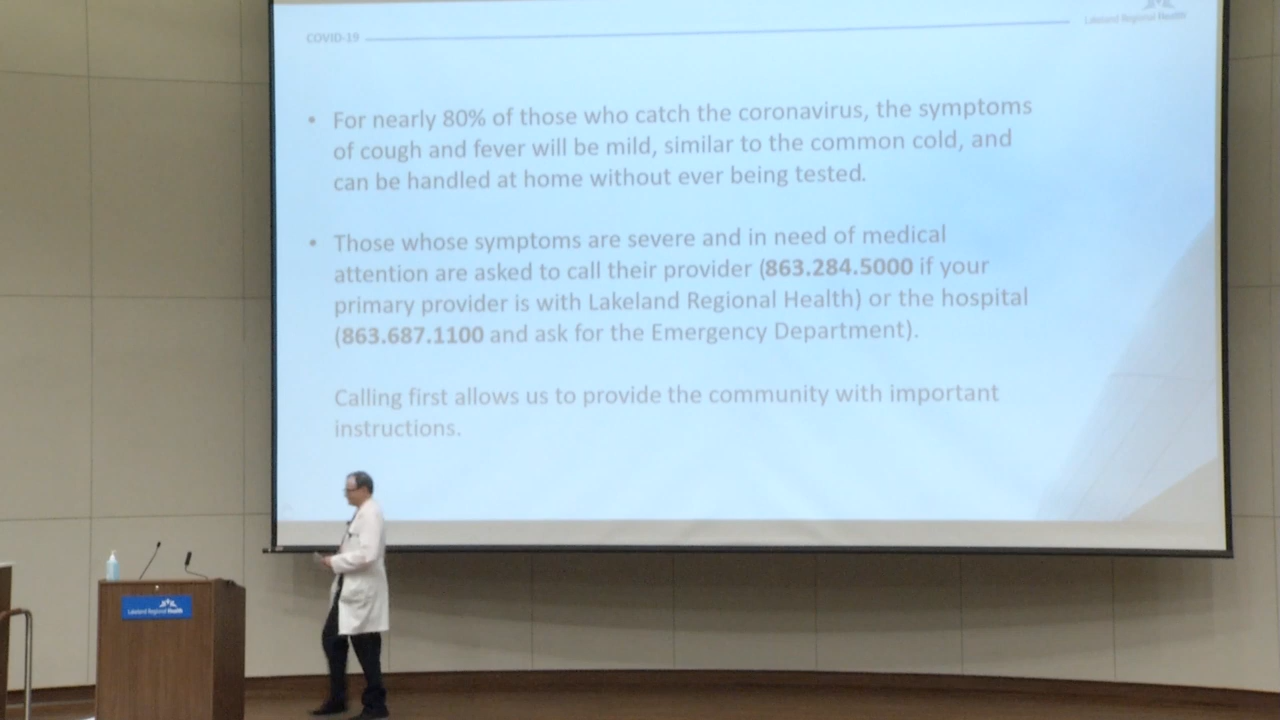 COVID-19
Lakeland Regional Health
• For nearly 80% of those who catch the coronavirus, the symptoms
of cough and fever will be mild, similar to the common cold, and
can be handled at home without ever being tested.
• Those whose symptoms are severe and in need of medical
attention are asked to call their provider (863.284.5000 if your
primary provider is with Lakeland Regional Health) or the hospital
(863.687.1100 and ask for the Emergency Department).
Calling first allows us to provide the community with important
instructions.
Lakeland Regional Health